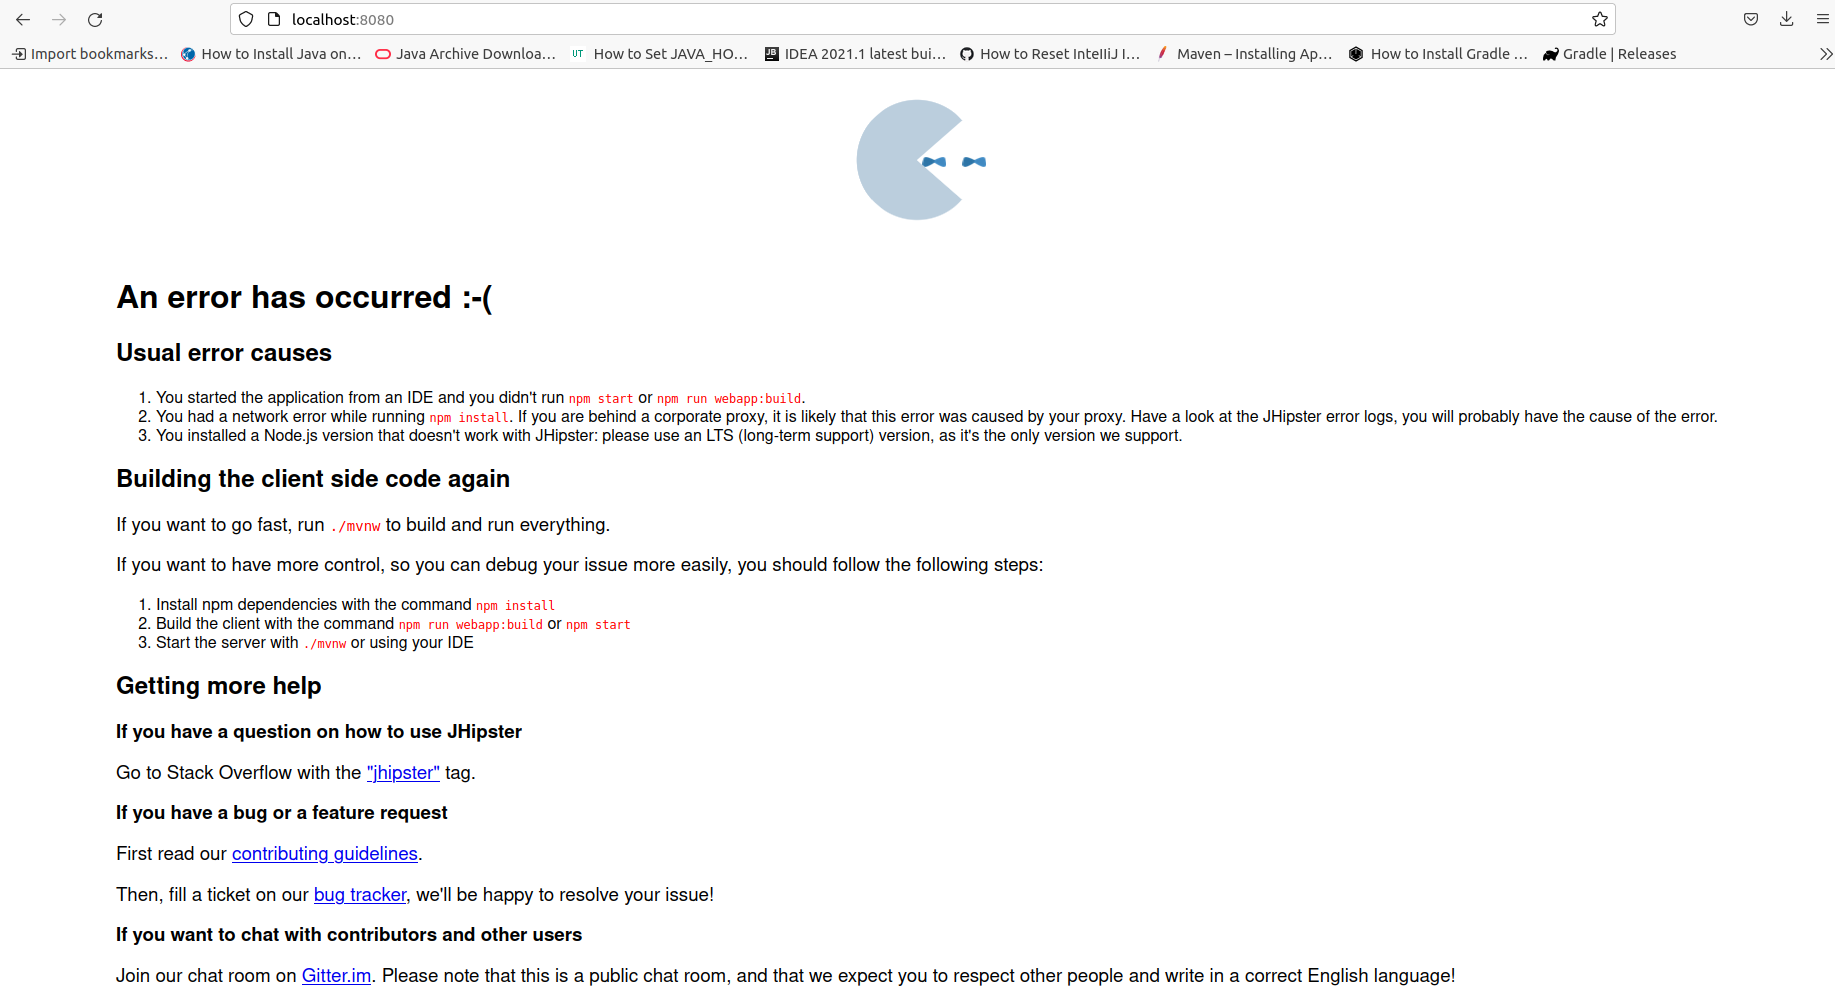 localhost:8080
Import bookmarks... How to Install Java on... Java Archive Downloa... UT How to Set JAVA_HO... JB IDEA 2021.1 latest bui... How to Reset IntelliJ I... Maven – Installing Ap... How to Install Gradle ... Gradle | Releases
An error has occurred :-(
Usual error causes
1. You started the application from an IDE and you didn't run npm start or npm run webapp:build.
2. You had a network error while running npm install. If you are behind a corporate proxy, it is likely that this error was caused by your proxy. Have a look at the JHipster error logs, you will probably have the cause of the error.
3. You installed a Node.js version that doesn't work with JHipster: please use an LTS (long-term support) version, as it's the only version we support.
Building the client side code again
If you want to go fast, run ./mvnw to build and run everything.
If you want to have more control, so you can debug your issue more easily, you should follow the following steps:
1. Install npm dependencies with the command npm install
2. Build the client with the command npm run webapp:build or npm start
3. Start the server with ./mvnw or using your IDE
Getting more help
If you have a question on how to use JHipster
Go to Stack Overflow with the "jhipster" tag.
If you have a bug or a feature request
First read our contributing guidelines.
Then, fill a ticket on our bug tracker, we'll be happy to resolve your issue!
If you want to chat with contributors and other users
Join our chat room on Gitter.im. Please note that this is a public chat room, and that we expect you to respect other people and write in a correct English language!